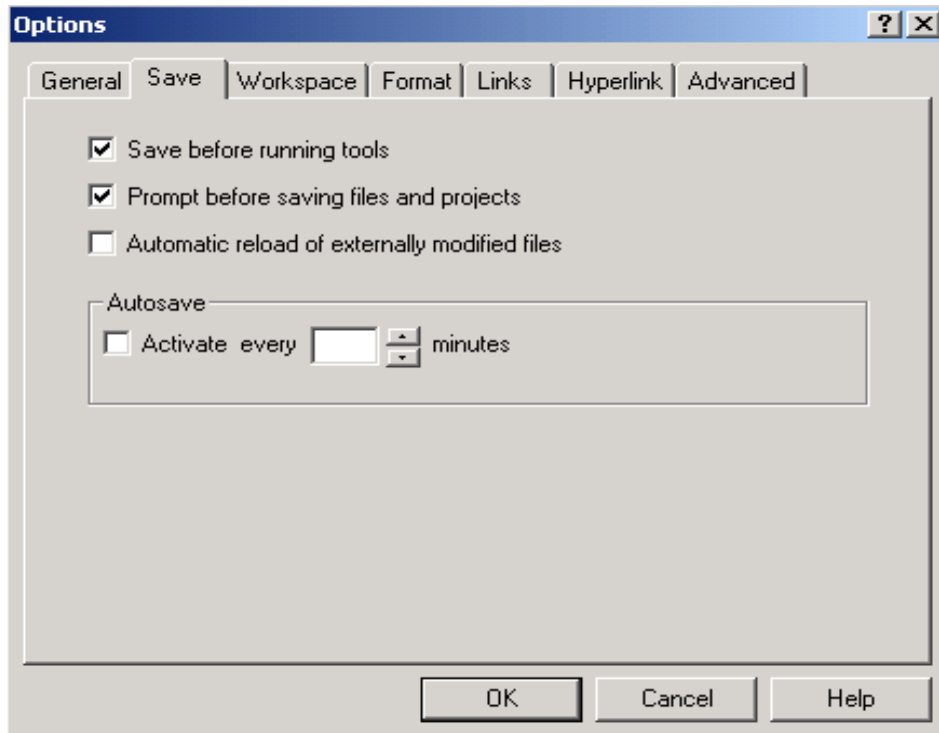 Options
General Save Workspace Format Links Hyperlink Advanced
Save before running tools
Prompt before saving files and projects
Automatic reload of externally modified files
Autosave
Activate every minutes
OK Cancel Help